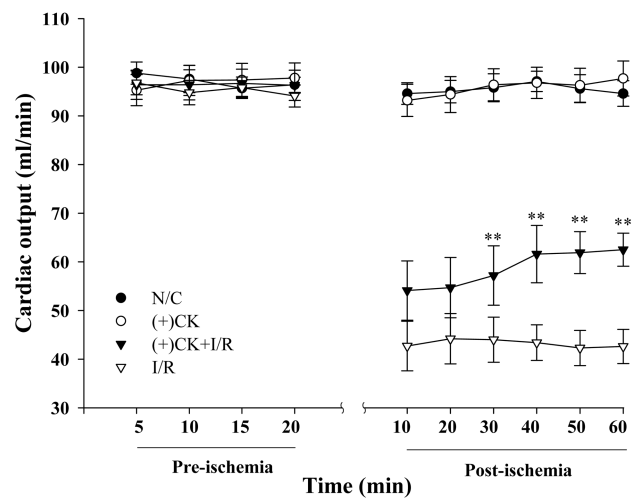 Cardiac output (ml/min)
110
100
90
80
70
60
50
40
30
** ** ** **
N/C
(+)CK
(+)CK+I/R
I/R
5 10 15 20 10 20 30 40 50 60
Pre-ischemia Post-ischemia
Time (min)